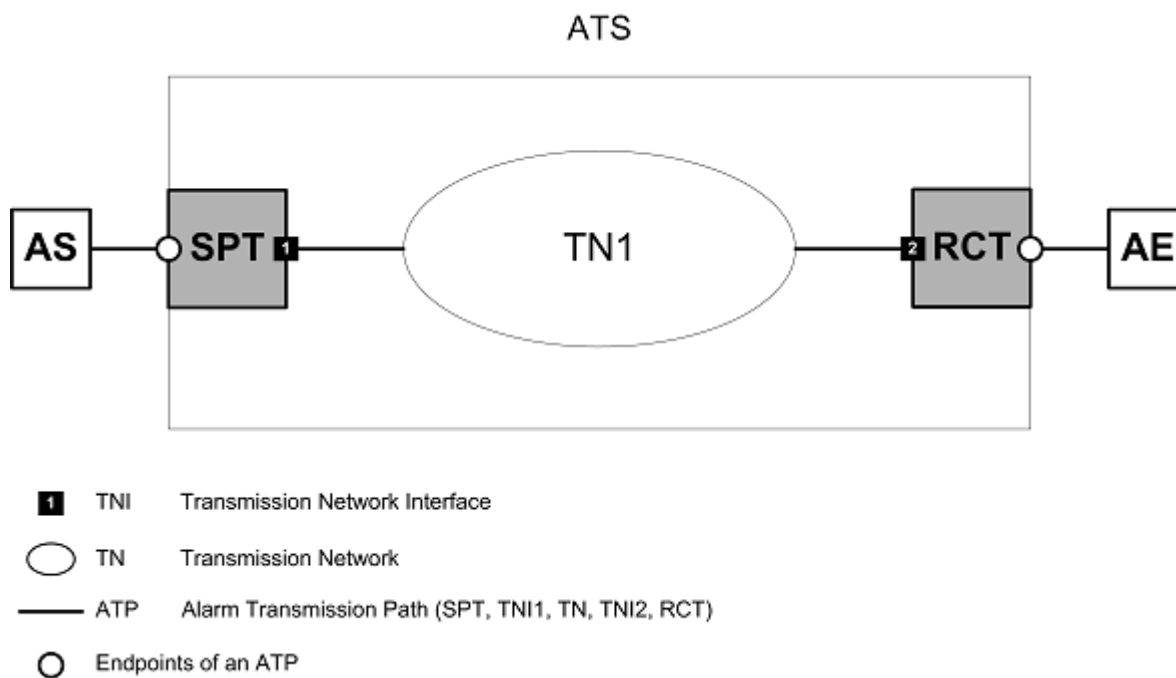 ATS
AS SPT 1 TN1 2 RCT AE
1 TNI Transmission Network Interface
TN Transmission Network
ATP Alarm Transmission Path (SPT, TNI1, TN, TNI2, RCT)
Endpoints of an ATP